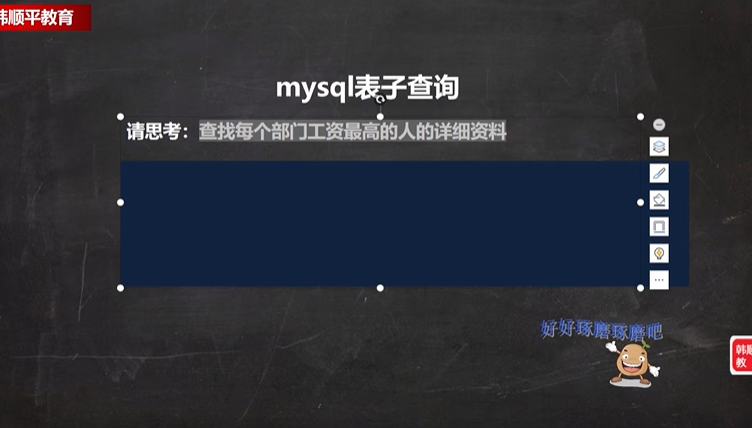 韩顺平教育
mysql表子查询
请思考：查找每个部门工资最高的人的详细资料
好好琢磨琢磨吧
韩顺
教